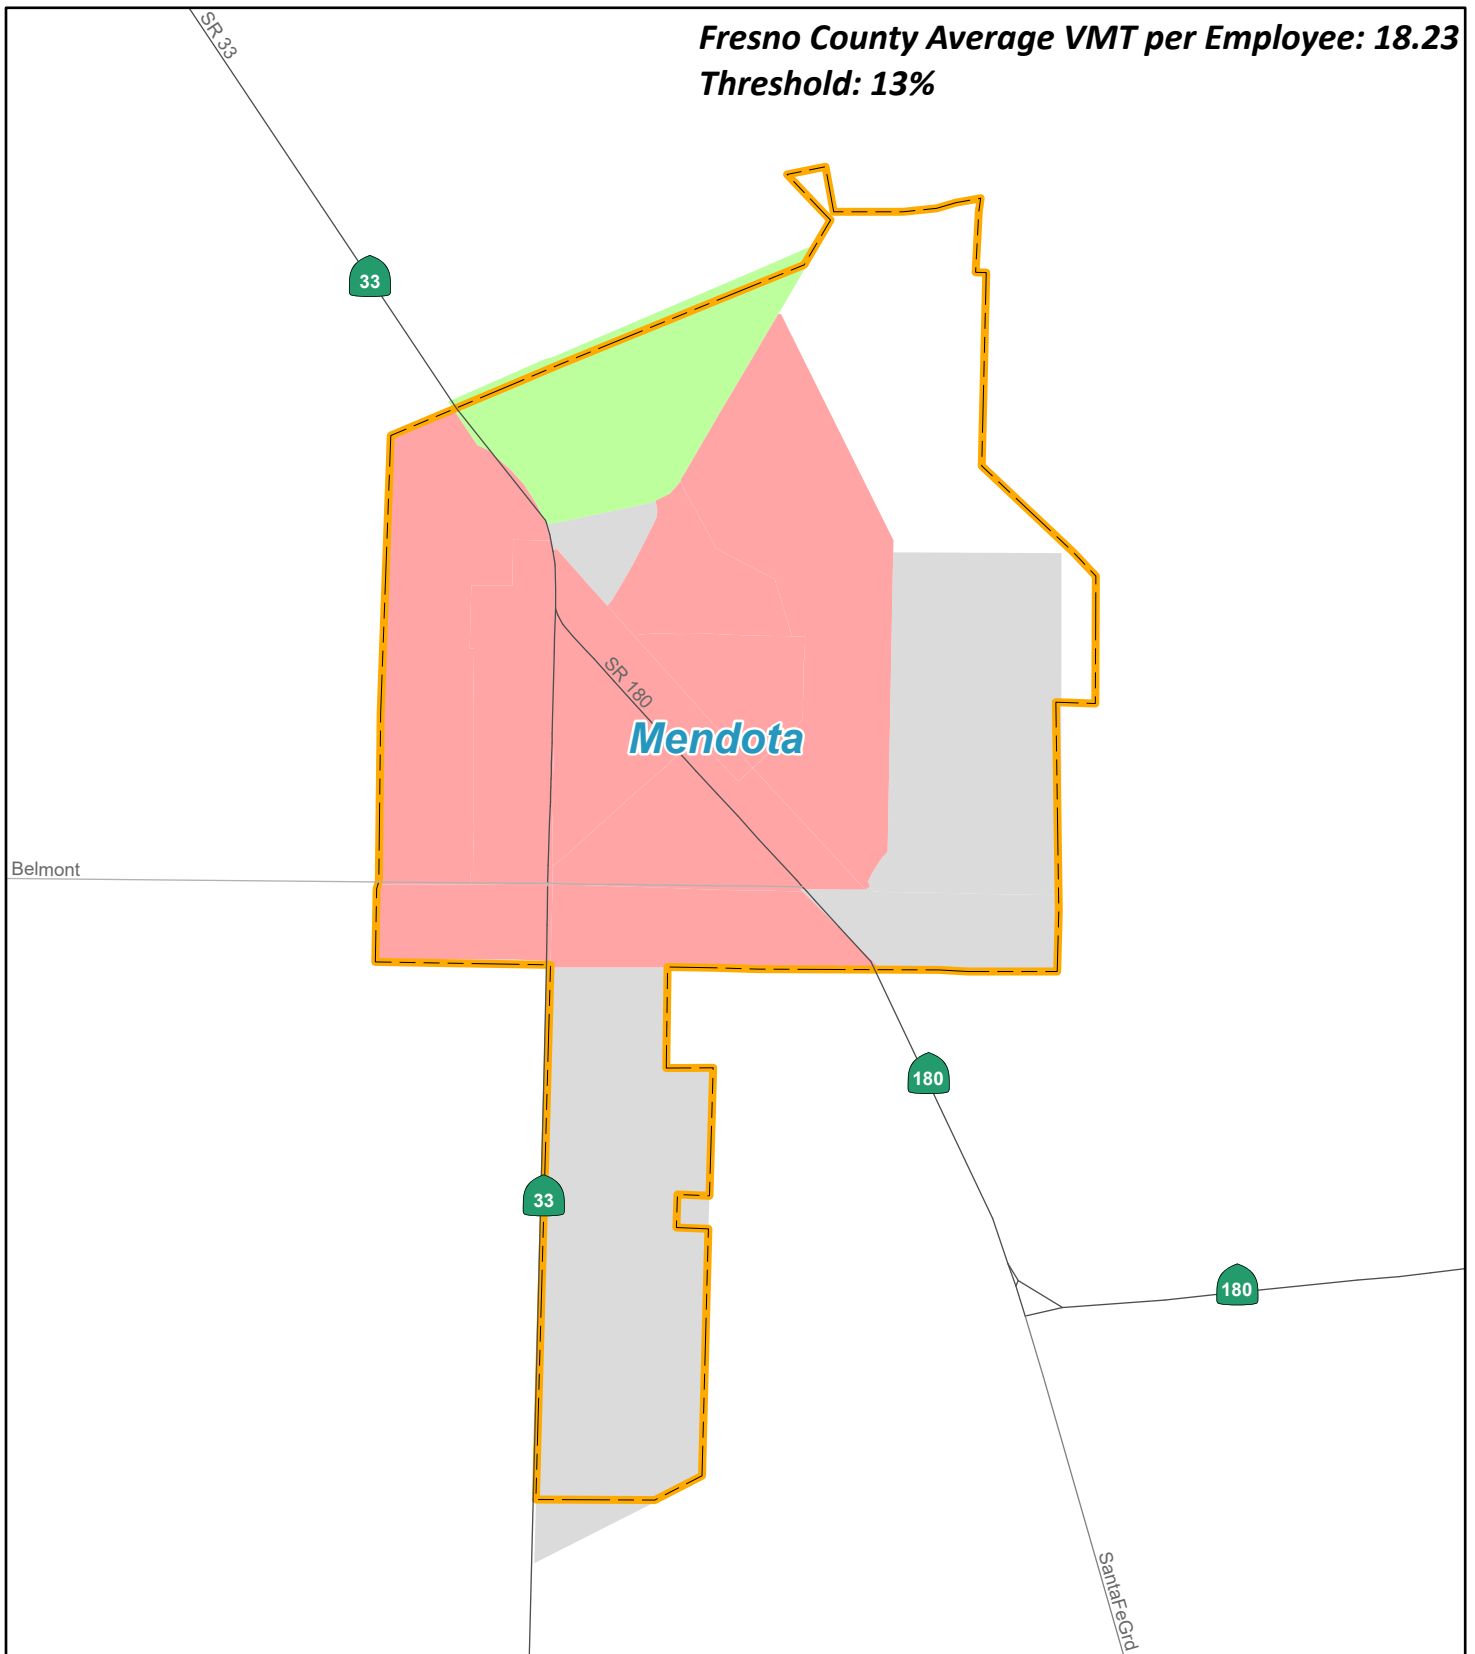 Fresno County Average VMT per Employee: 18.23
Threshold: 13%
SR 33
33
SR 180
Mendota
Belmont
180
33
180
SantaFeGrd